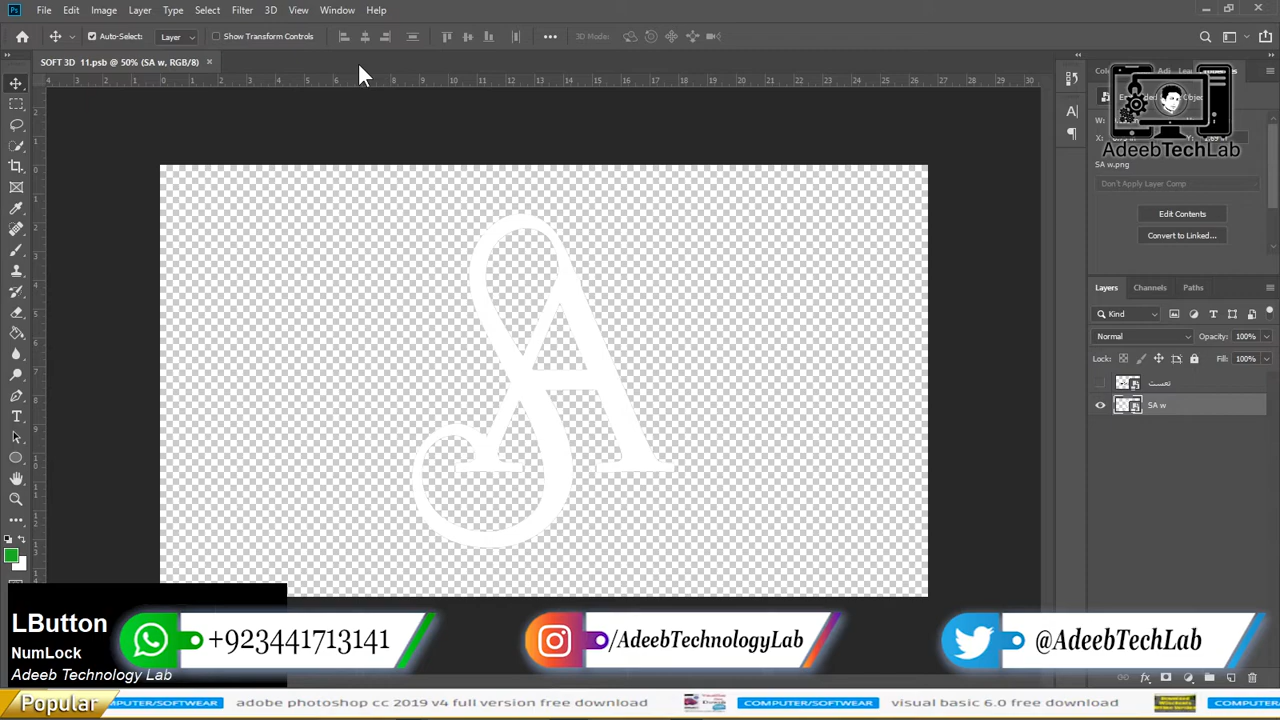 File Edit Image Layer Type Select Filter 3D View Window Help
Auto-Select: Layer Show Transform Controls 3D Mode:
SOFT 3D 11.psb @ 50% (SA w, RGB/8)
AdeebTechLab
SA w.png
Don't Apply Layer Comp
Edit Contents
Convert to Linked...
Layers Channels Paths
Kind
Normal Opacity: 100%
Lock: Fill: 100%
SA w
SA
LButton
NumLock
Adeeb Technology Lab
+923441713141
/AdeebTechnologyLab
@AdeebTechLab
Popular
COMPUTER/SOFTWEAR adobe photoshop cc 2019 v4 full version free download COMPUTER/SOFTWEAR visual basic 6.0 free download